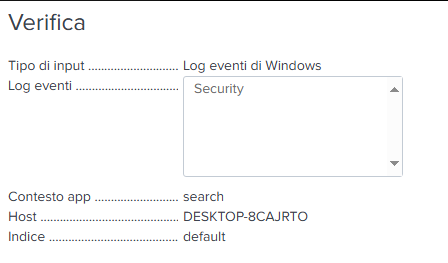 Verifica
Tipo di input ............................ Log eventi di Windows
Log eventi ................................ Security
Contesto app .......................... search
Host ........................................... DESKTOP-8CAJRTO
Indice ........................................ default